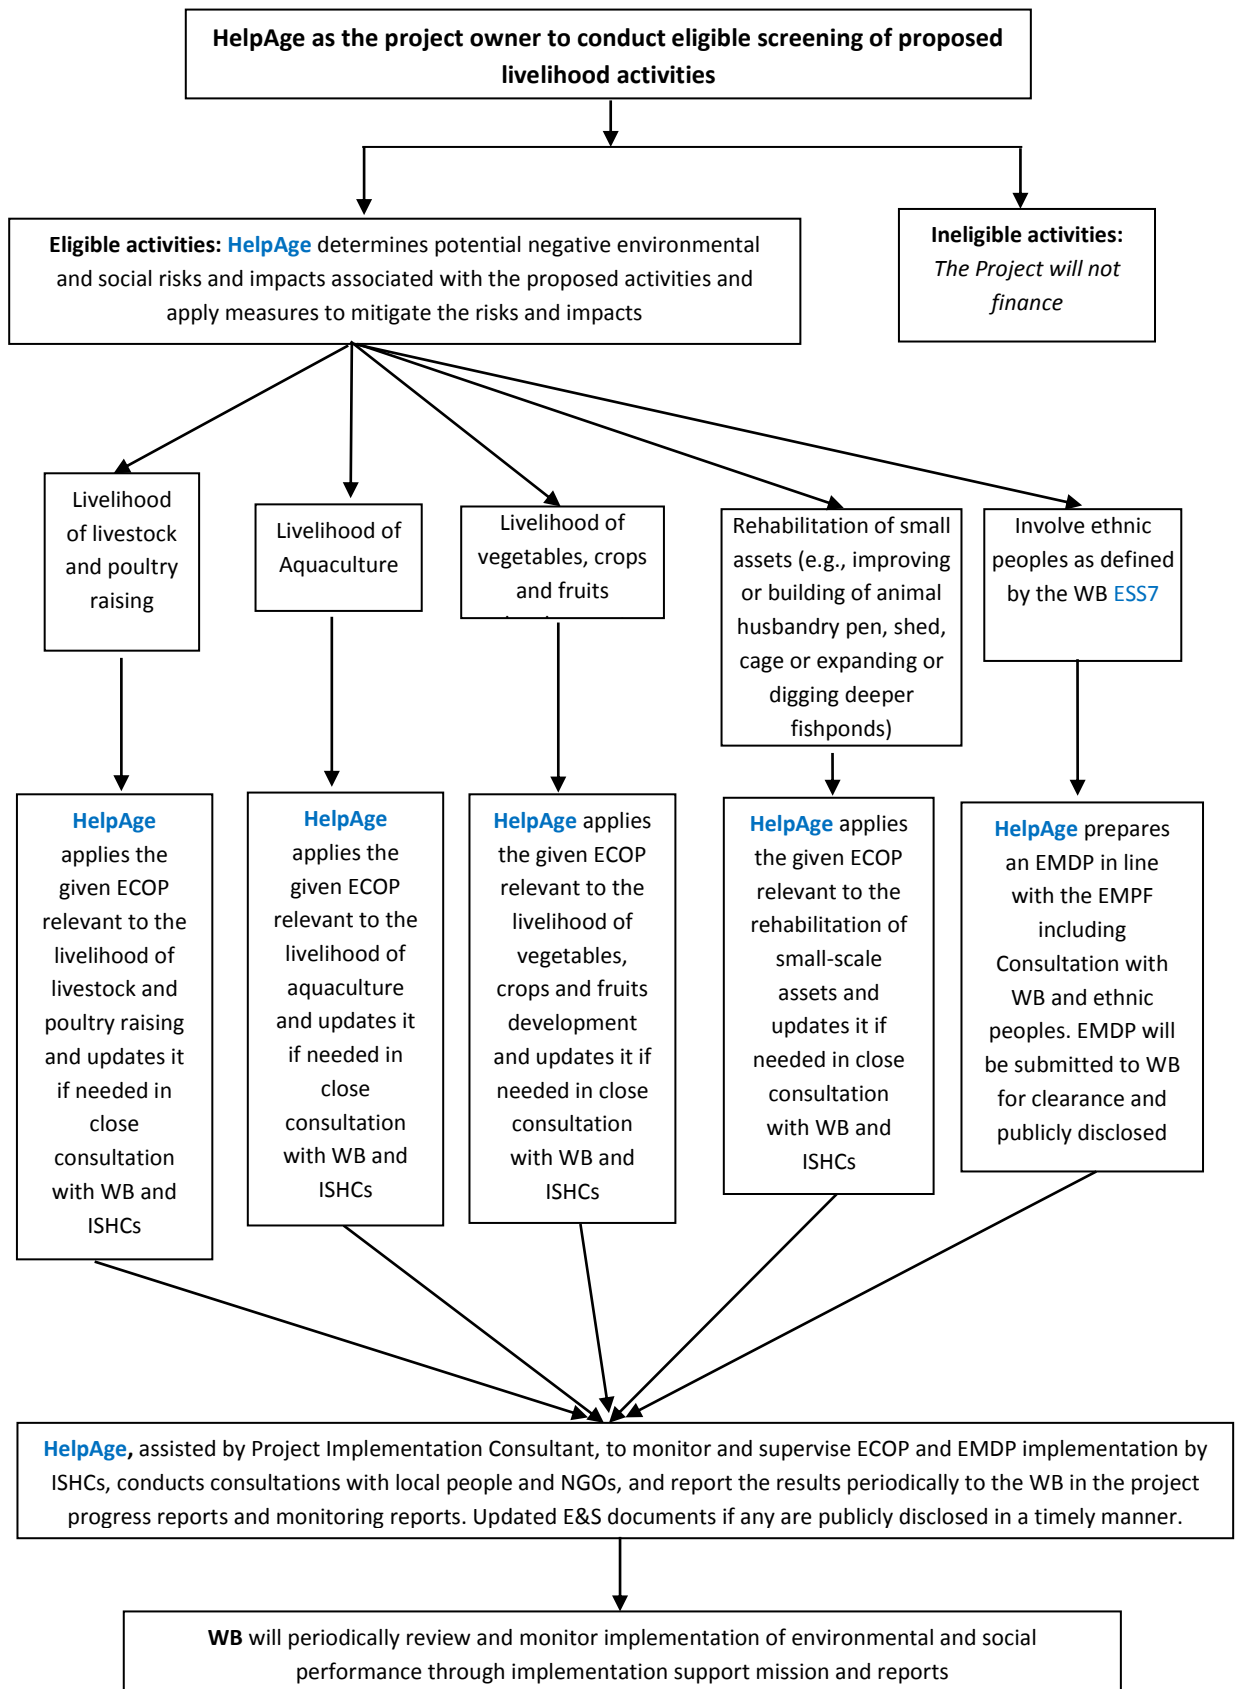 HelpAge as the project owner to conduct eligible screening of proposed
livelihood activities
Eligible activities: HelpAge determines potential negative environmental
and social risks and impacts associated with the proposed activities and
apply measures to mitigate the risks and impacts
Ineligible activities:
The Project will not
finance
Livelihood
of livestock
and poultry
raising
Livelihood of
Aquaculture
Livelihood of
vegetables, crops
and fruits
Rehabilitation of small
assets (e.g., improving
or building of animal
husbandry pen, shed,
cage or expanding or
digging deeper
fishponds)
Involve ethnic
peoples as defined
by the WB ESS7
HelpAge
applies the
given ECOP
relevant to the
livelihood of
livestock and
poultry raising
and updates it
if needed in
close
consultation
with WB and
ISHCs
HelpAge
applies the
given ECOP
relevant to the
livelihood of
aquaculture
and updates it
if needed in
close
consultation
with WB and
ISHCs
HelpAge applies
the given ECOP
relevant to the
livelihood of
vegetables,
crops and fruits
development
and updates it if
needed in close
consultation
with WB and
ISHCs
HelpAge applies
the given ECOP
relevant to the
rehabilitation of
small-scale
assets and
updates it if
needed in close
consultation
with WB and
ISHCs
HelpAge prepares
an EMDP in line
with the EMPF
including
Consultation with
WB and ethnic
peoples. EMDP will
be submitted to WB
for clearance and
publicly disclosed
HelpAge, assisted by Project Implementation Consultant, to monitor and supervise ECOP and EMDP implementation by
ISHCs, conducts consultations with local people and NGOs, and report the results periodically to the WB in the project
progress reports and monitoring reports. Updated E&S documents if any are publicly disclosed in a timely manner.
WB will periodically review and monitor implementation of environmental and social
performance through implementation support mission and reports